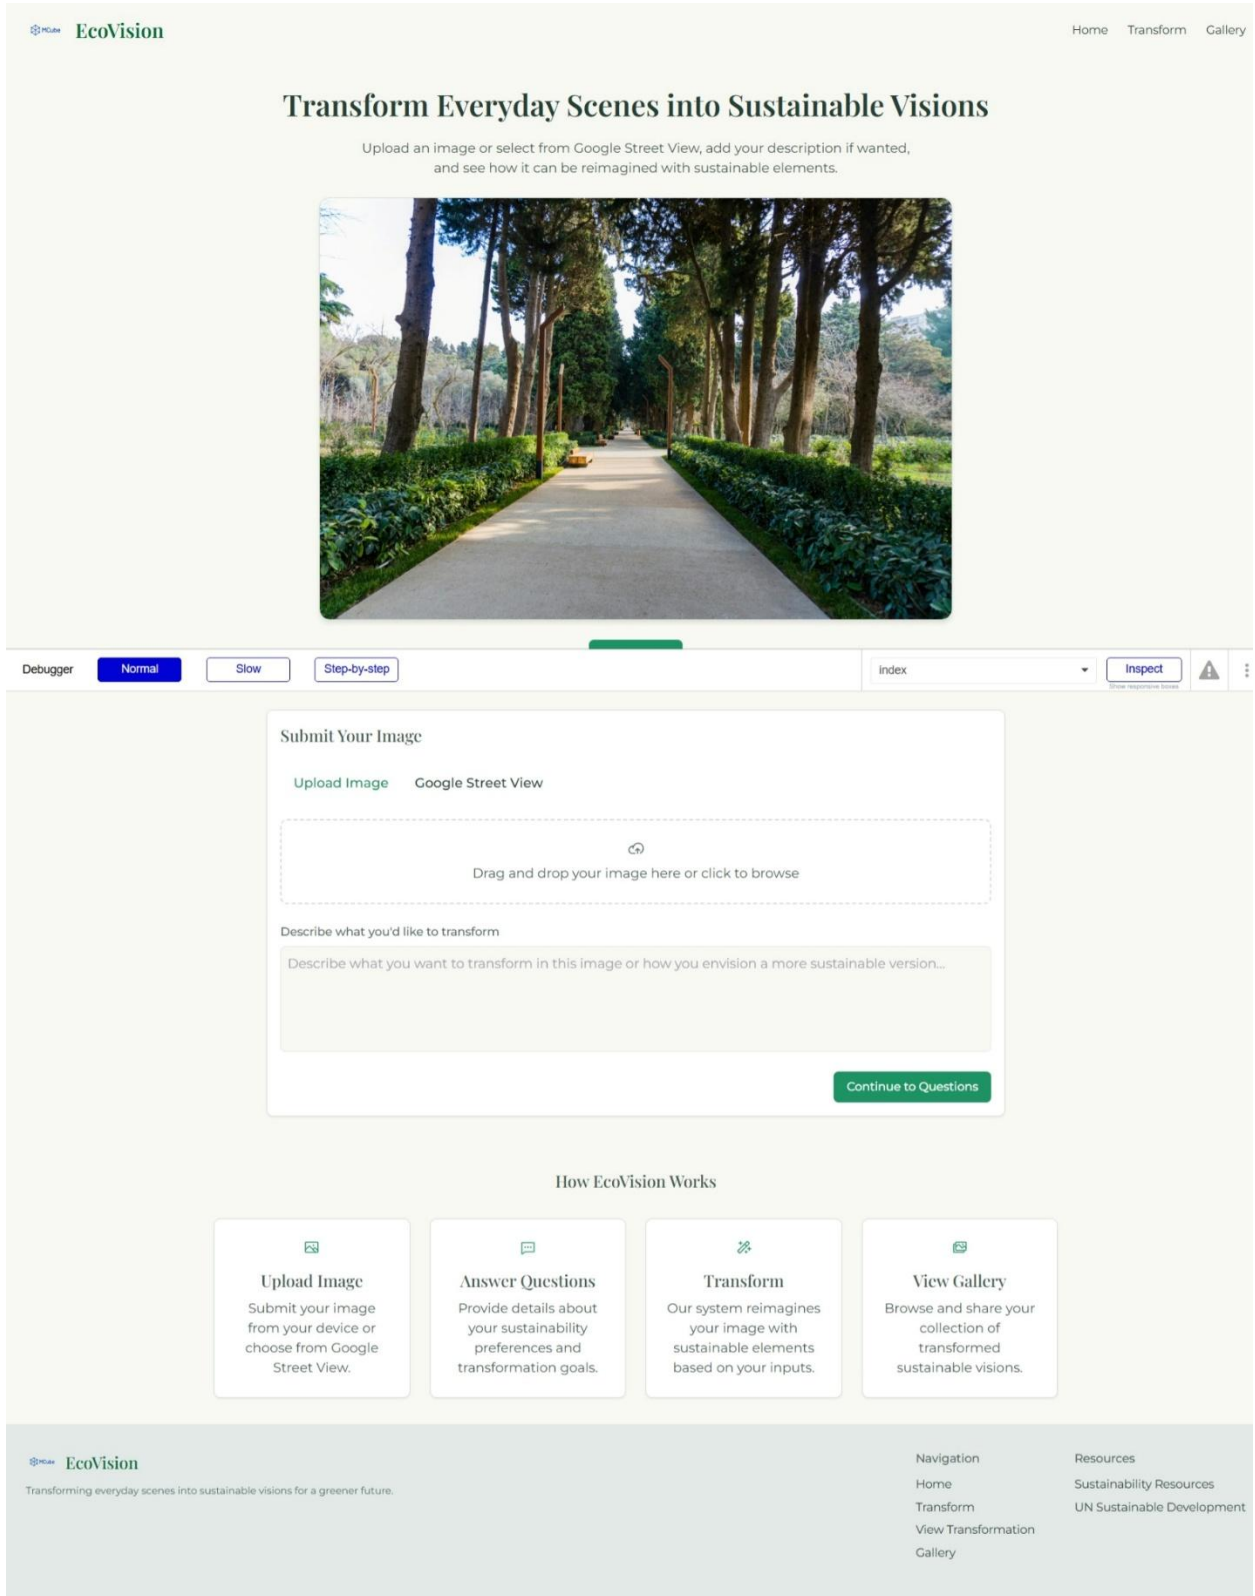 MCube EcoVision
Home Transform Gallery
Transform Everyday Scenes into Sustainable Visions
Upload an image or select from Google Street View, add your description if wanted,
and see how it can be reimagined with sustainable elements.
Debugger Normal Slow Step-by-step index Inspect
Show responsive boxes
Submit Your Image
Upload Image Google Street View
Drag and drop your image here or click to browse
Describe what you'd like to transform
Describe what you want to transform in this image or how you envision a more sustainable version...
Continue to Questions
How EcoVision Works
Upload Image
Submit your image
from your device or
choose from Google
Street View.
Answer Questions
Provide details about
your sustainability
preferences and
transformation goals.
Transform
Our system reimagines
your image with
sustainable elements
based on your inputs.
View Gallery
Browse and share your
collection of
transformed
sustainable visions.
MCube EcoVision
Transforming everyday scenes into sustainable visions for a greener future.
Navigation
Home
Transform
View Transformation
Gallery
Resources
Sustainability Resources
UN Sustainable Development